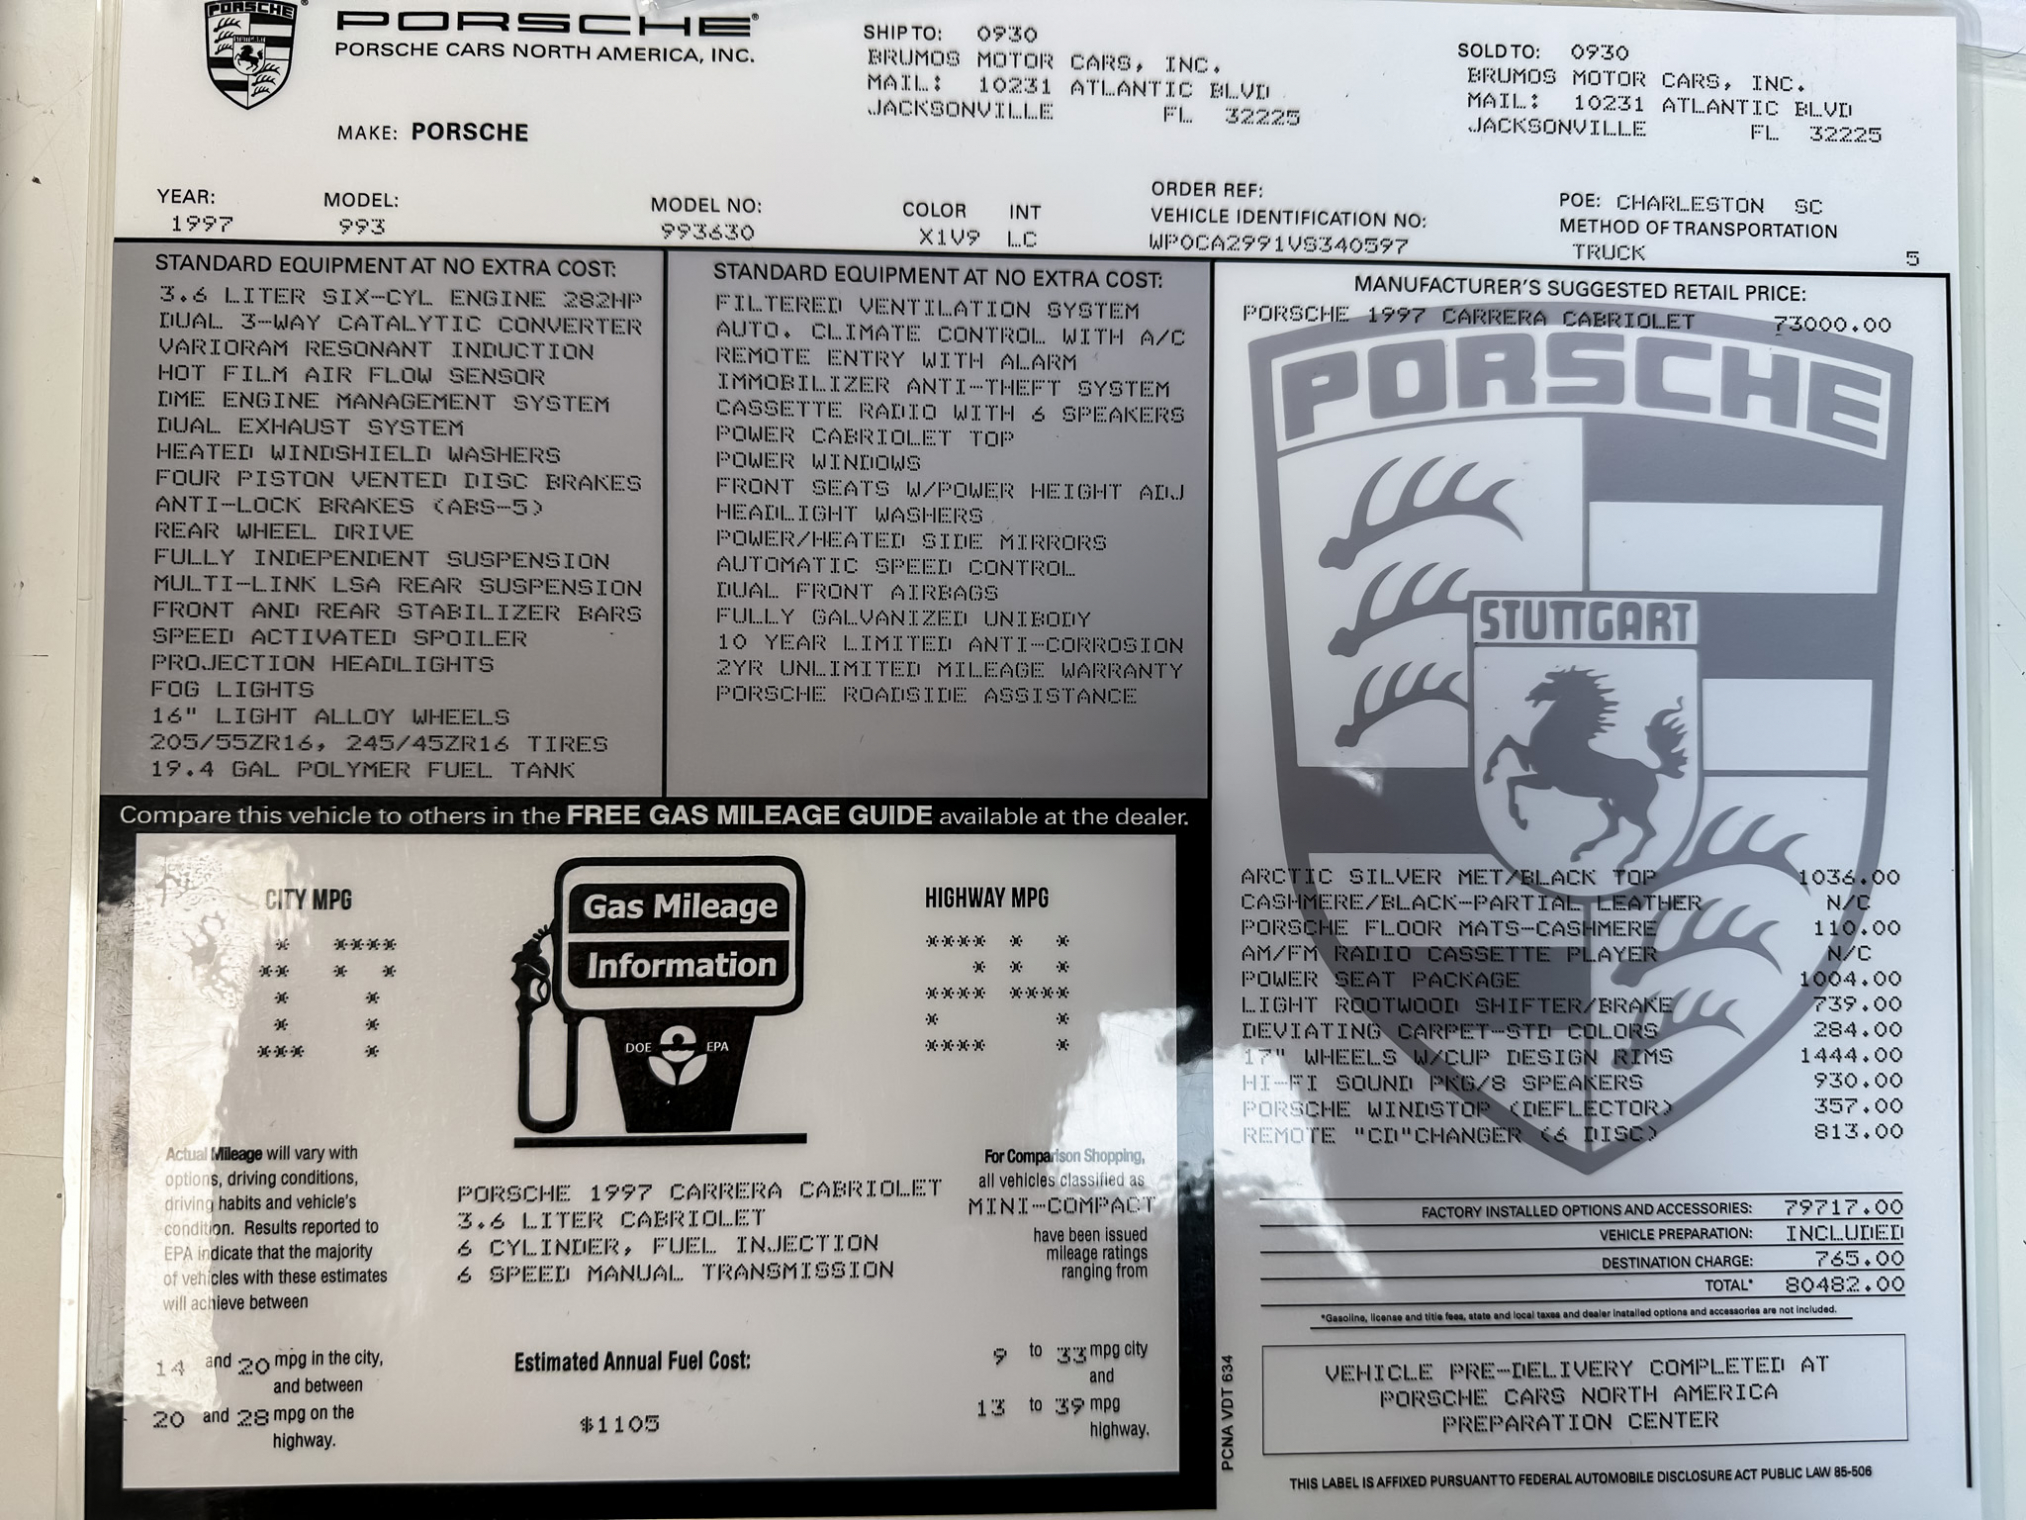 PORSCHE
PORSCHE®
PORSCHE CARS NORTH AMERICA, INC.
MAKE: PORSCHE
SHIP TO: 0930
BRUMOS MOTOR CARS, INC.
MAIL: 10231 ATLANTIC BLVD
JACKSONVILLE FL 32225
SOLD TO: 0930
BRUMOS MOTOR CARS, INC.
MAIL: 10231 ATLANTIC BLVD
JACKSONVILLE FL 32225
YEAR:
1997
MODEL:
993
MODEL NO:
993630
COLOR INT
X1V9 LC
ORDER REF:
VEHICLE IDENTIFICATION NO:
WP0CA2991VS340597
POE: CHARLESTON SC
METHOD OF TRANSPORTATION
TRUCK 5
STANDARD EQUIPMENT AT NO EXTRA COST:
3.6 LITER SIX-CYL ENGINE 282HP
DUAL 3-WAY CATALYTIC CONVERTER
VARIORAM RESONANT INDUCTION
HOT FILM AIR FLOW SENSOR
DME ENGINE MANAGEMENT SYSTEM
DUAL EXHAUST SYSTEM
HEATED WINDSHIELD WASHERS
FOUR PISTON VENTED DISC BRAKES
ANTI-LOCK BRAKES (ABS-5)
REAR WHEEL DRIVE
FULLY INDEPENDENT SUSPENSION
MULTI-LINK LSA REAR SUSPENSION
FRONT AND REAR STABILIZER BARS
SPEED ACTIVATED SPOILER
PROJECTION HEADLIGHTS
FOG LIGHTS
16" LIGHT ALLOY WHEELS
205/55ZR16, 245/45ZR16 TIRES
19.4 GAL POLYMER FUEL TANK
STANDARD EQUIPMENT AT NO EXTRA COST:
FILTERED VENTILATION SYSTEM
AUTO. CLIMATE CONTROL WITH A/C
REMOTE ENTRY WITH ALARM
IMMOBILIZER ANTI-THEFT SYSTEM
CASSETTE RADIO WITH 6 SPEAKERS
POWER CABRIOLET TOP
POWER WINDOWS
FRONT SEATS W/POWER HEIGHT ADJ
HEADLIGHT WASHERS
POWER/HEATED SIDE MIRRORS
AUTOMATIC SPEED CONTROL
DUAL FRONT AIRBAGS
FULLY GALVANIZED UNIBODY
10 YEAR LIMITED ANTI-CORROSION
2YR UNLIMITED MILEAGE WARRANTY
PORSCHE ROADSIDE ASSISTANCE
MANUFACTURER'S SUGGESTED RETAIL PRICE:
PORSCHE 1997 CARRERA CABRIOLET 73000.00
PORSCHE
STUTTGART
ARCTIC SILVER MET/BLACK TOP 1036.00
CASHMERE/BLACK-PARTIAL LEATHER N/C
PORSCHE FLOOR MATS-CASHMERE 110.00
AM/FM RADIO CASSETTE PLAYER N/C
POWER SEAT PACKAGE 1004.00
LIGHT ROOTWOOD SHIFTER/BRAKE 739.00
DEVIATING CARPET-STD COLORS 284.00
17" WHEELS W/CUP DESIGN RIMS 1444.00
HI-FI SOUND PKG/8 SPEAKERS 930.00
PORSCHE WINDSTOP (DEFLECTOR) 357.00
REMOTE "CD"CHANGER (6 DISC) 813.00
FACTORY INSTALLED OPTIONS AND ACCESSORIES: 79717.00
VEHICLE PREPARATION: INCLUDED
DESTINATION CHARGE: 765.00
TOTAL* 80482.00
*Gasoline, license and title fees, state and local taxes and dealer installed options and accessories are not included.
VEHICLE PRE-DELIVERY COMPLETED AT
PORSCHE CARS NORTH AMERICA
PREPARATION CENTER
THIS LABEL IS AFFIXED PURSUANT TO FEDERAL AUTOMOBILE DISCLOSURE ACT PUBLIC LAW 85-506
PCNA VDT 634
Compare this vehicle to others in the FREE GAS MILEAGE GUIDE available at the dealer.
CITY MPG
17
Gas Mileage
Information
DOE EPA
HIGHWAY MPG
24
Actual Mileage will vary with
options, driving conditions,
driving habits and vehicle's
condition. Results reported to
EPA indicate that the majority
of vehicles with these estimates
will achieve between
14 and 20 mpg in the city,
and between
20 and 28 mpg on the
highway.
PORSCHE 1997 CARRERA CABRIOLET
3.6 LITER CABRIOLET
6 CYLINDER, FUEL INJECTION
6 SPEED MANUAL TRANSMISSION
Estimated Annual Fuel Cost:
$1105
For Comparison Shopping,
all vehicles classified as
MINI-COMPACT
have been issued
mileage ratings
ranging from
9 to 33 mpg city
and
13 to 39 mpg
highway.